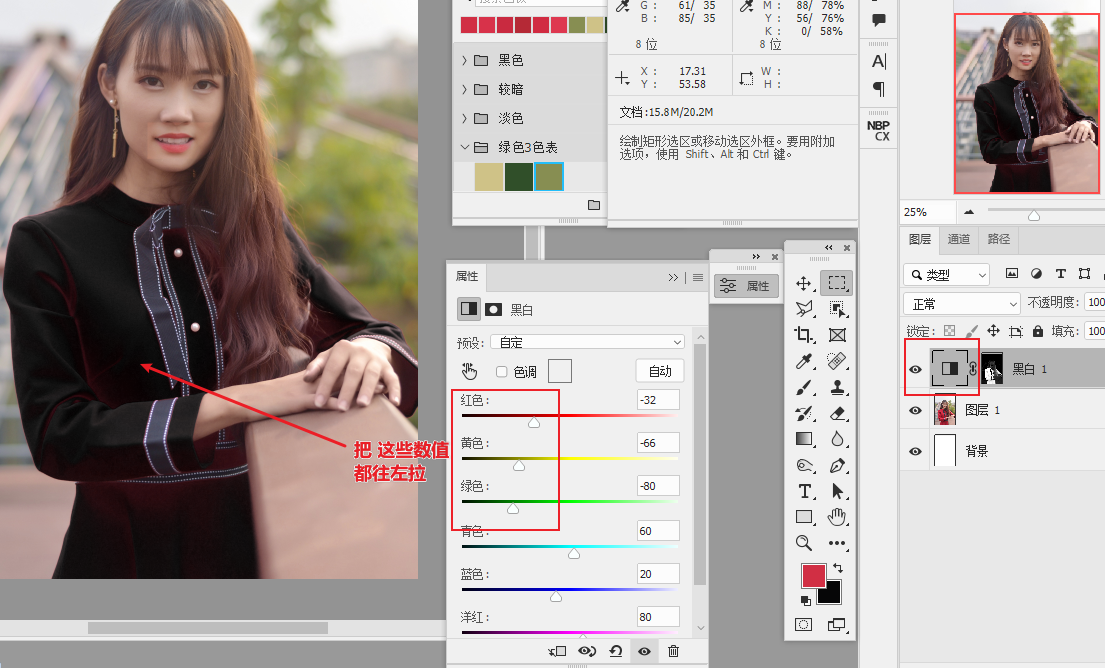 黑色
较暗
淡色
绿色3色表
G : 61/ 35
B : 85/ 35
8 位
M : 88/ 78%
Y : 56/ 76%
K : 0/ 58%
8 位
X : 17.31
Y : 53.58
W :
H :
文档:15.8M/20.2M
绘制矩形选区或移动选区外框。要用附加
选项，使用 Shift、Alt 和 Ctrl 键。
属性
黑白
预设: 自定
色调
自动
红色: -32
黄色: -66
绿色: -80
青色: 60
蓝色: 20
洋红: 80
把 这些数值
都往左拉
属性
A
NBP
CX
25%
图层 通道 路径
类型
正常 不透明度: 100
锁定: 填充: 100
黑白 1
图层 1
背景